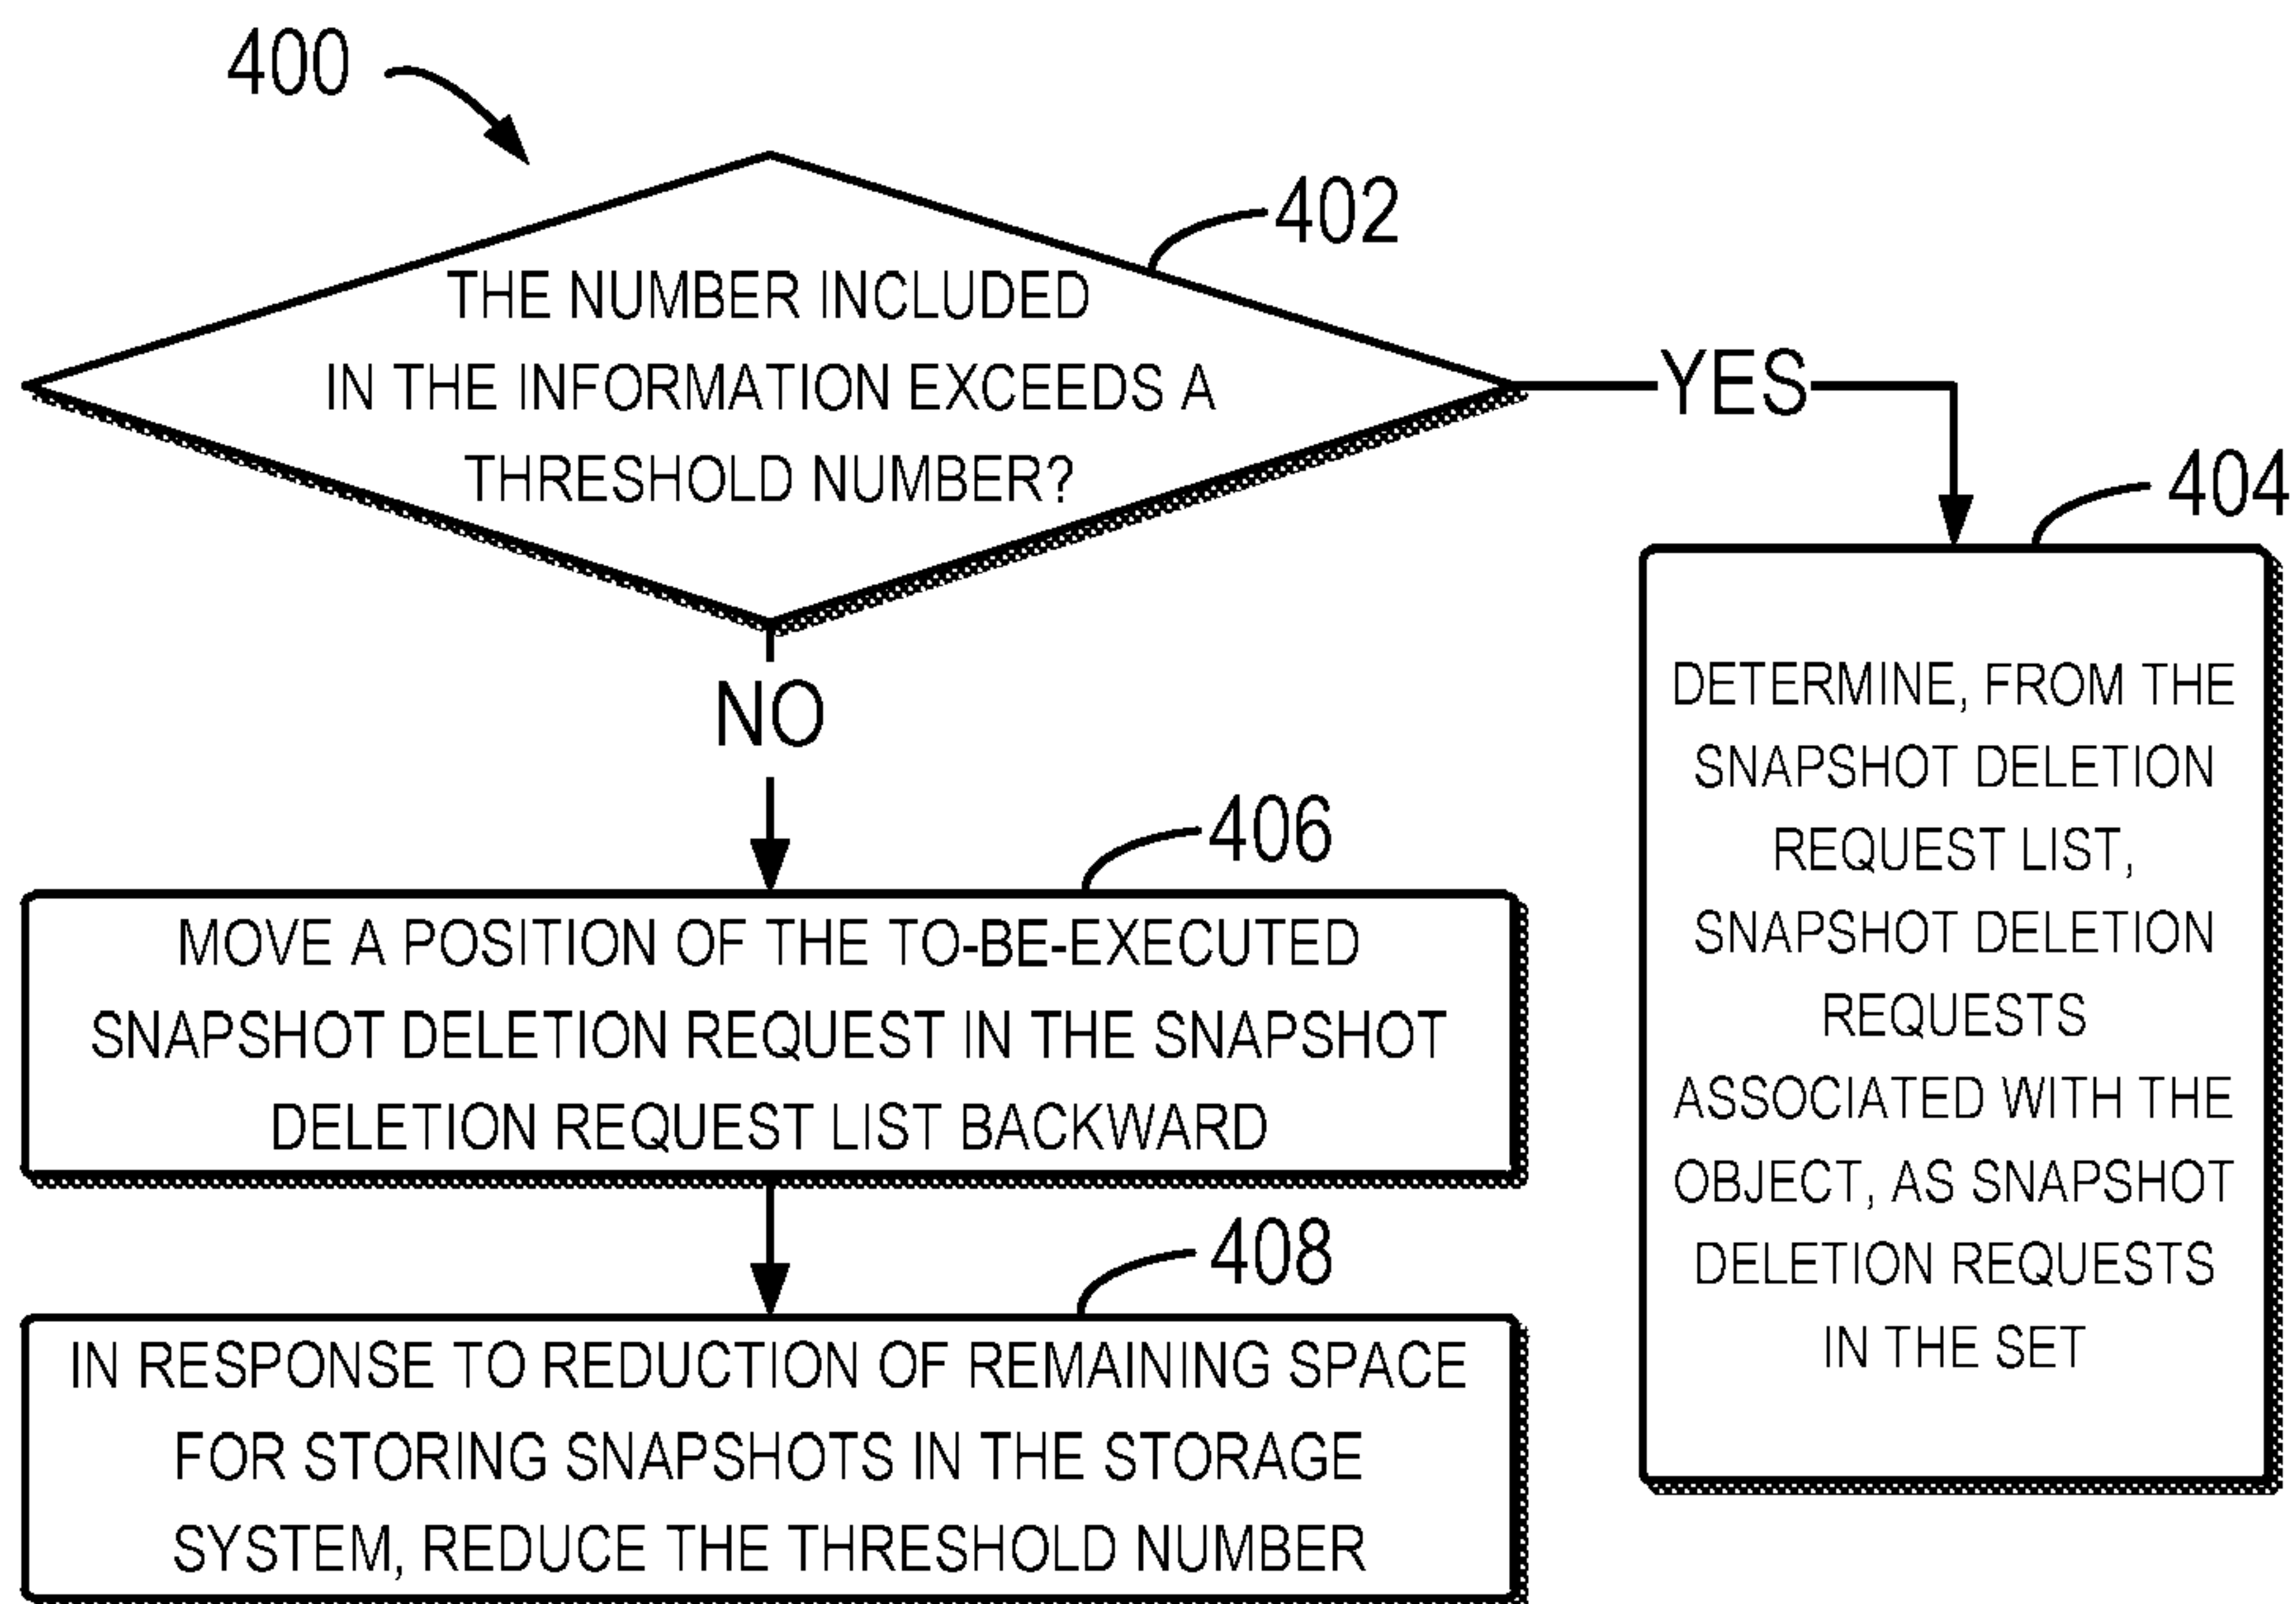 400
402
THE NUMBER INCLUDED
IN THE INFORMATION EXCEEDS A
THRESHOLD NUMBER?
YES
404
DETERMINE, FROM THE
SNAPSHOT DELETION
REQUEST LIST,
SNAPSHOT DELETION
REQUESTS
ASSOCIATED WITH THE
OBJECT, AS SNAPSHOT
DELETION REQUESTS
IN THE SET
NO
406
MOVE A POSITION OF THE TO-BE-EXECUTED
SNAPSHOT DELETION REQUEST IN THE SNAPSHOT
DELETION REQUEST LIST BACKWARD
408
IN RESPONSE TO REDUCTION OF REMAINING SPACE
FOR STORING SNAPSHOTS IN THE STORAGE
SYSTEM, REDUCE THE THRESHOLD NUMBER